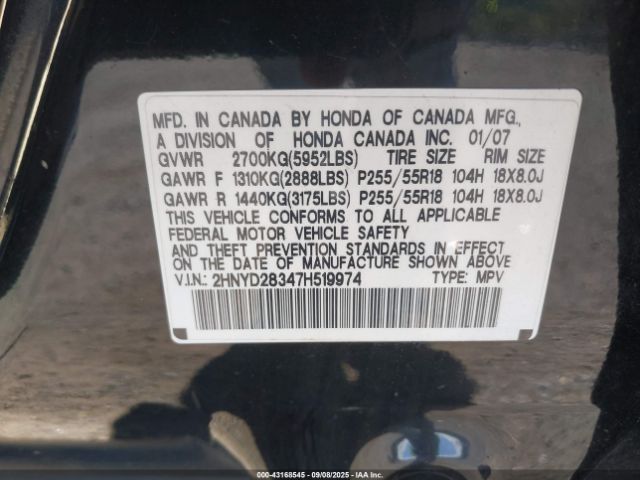 MFD. IN CANADA BY HONDA OF CANADA MFG.,
A DIVISION OF HONDA CANADA INC. 01/07
GVWR 2700KG(5952LBS) TIRE SIZE RIM SIZE
GAWR F 1310KG(2888LBS) P255/55R18 104H 18X8.0J
GAWR R 1440KG(3175LBS) P255/55R18 104H 18X8.0J
THIS VEHICLE CONFORMS TO ALL APPLICABLE
FEDERAL MOTOR VEHICLE SAFETY
AND THEFT PREVENTION STANDARDS IN EFFECT
ON THE DATE OF MANUFACTURE SHOWN ABOVE
V.I.N.: 2HNYD28347H519974 TYPE: MPV
000-43168545 - 09/08/2025 - © IAA Inc.